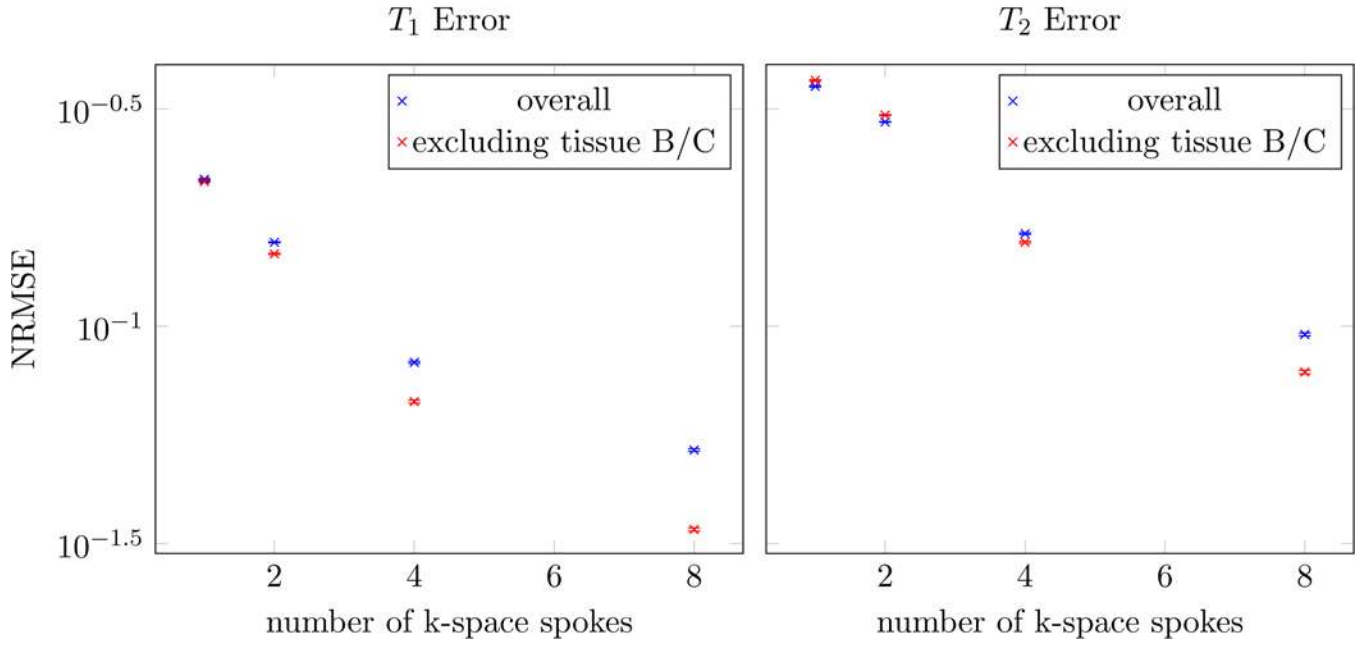 T₁ Error
T₂ Error
NRMSE
10⁻⁰·⁵
10⁻¹
10⁻¹·⁵
overall
excluding tissue B/C
overall
excluding tissue B/C
2 4 6 8
2 4 6 8
number of k-space spokes
number of k-space spokes